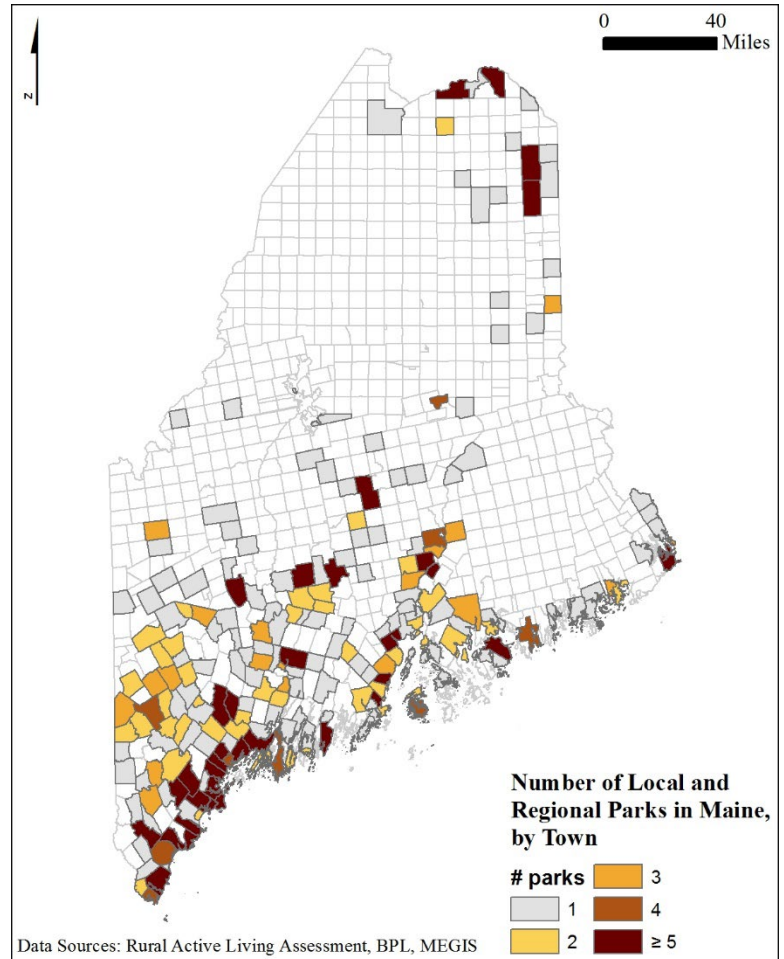 0 40
Miles
N
Number of Local and
Regional Parks in Maine,
by Town
# parks
1
2
3
4
≥ 5
Data Sources: Rural Active Living Assessment, BPL, MEGIS